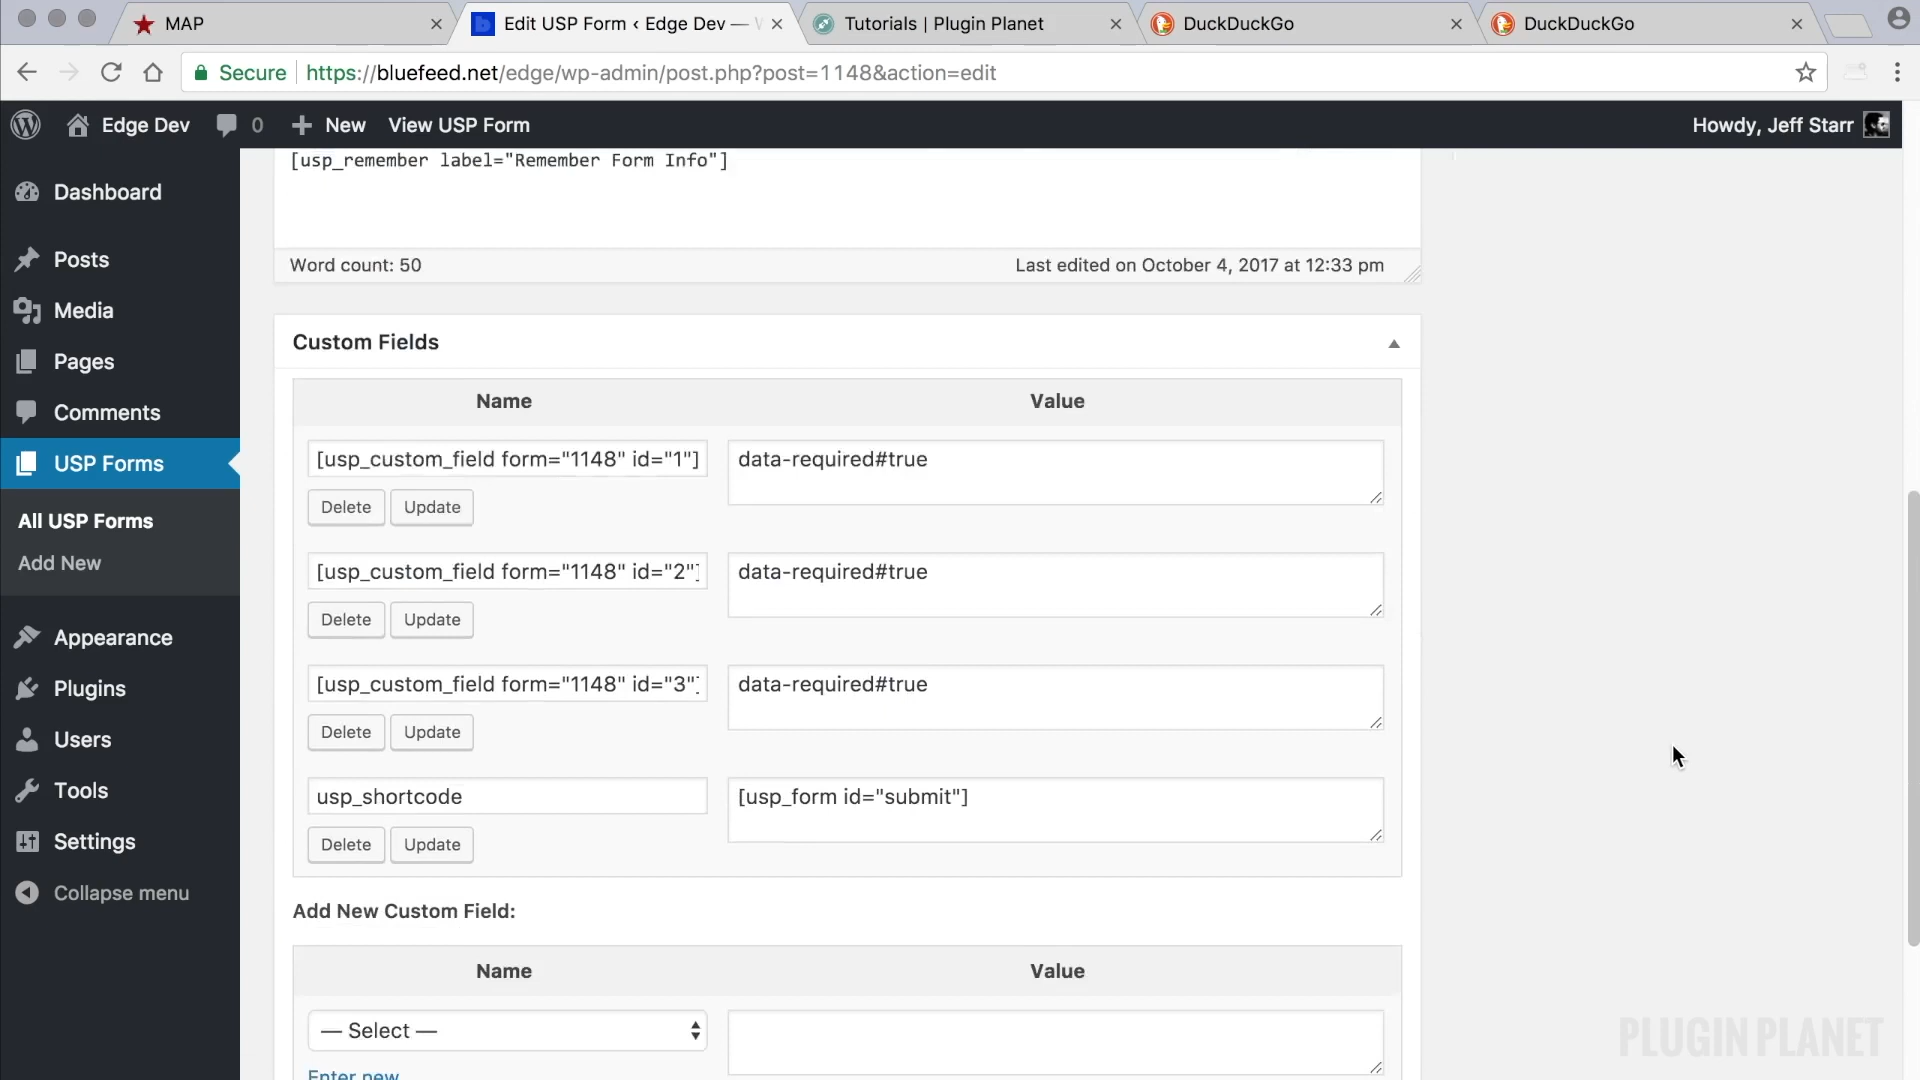 MAP
Edit USP Form ‹ Edge Dev — W
Tutorials | Plugin Planet
DuckDuckGo
DuckDuckGo
Secure
https://bluefeed.net/edge/wp-admin/post.php?post=1148&action=edit
Edge Dev
0
New
View USP Form
Howdy, Jeff Starr
Dashboard
Posts
Media
Pages
Comments
USP Forms
All USP Forms
Add New
Appearance
Plugins
Users
Tools
Settings
Collapse menu
[usp_remember label="Remember Form Info"]
Word count: 50
Last edited on October 4, 2017 at 12:33 pm
Custom Fields
Name
Value
[usp_custom_field form="1148" id="1"]
data-required#true
Delete
Update
[usp_custom_field form="1148" id="2"]
data-required#true
Delete
Update
[usp_custom_field form="1148" id="3"]
data-required#true
Delete
Update
usp_shortcode
[usp_form id="submit"]
Delete
Update
Add New Custom Field:
Name
Value
— Select —
Enter new
PLUGIN PLANET